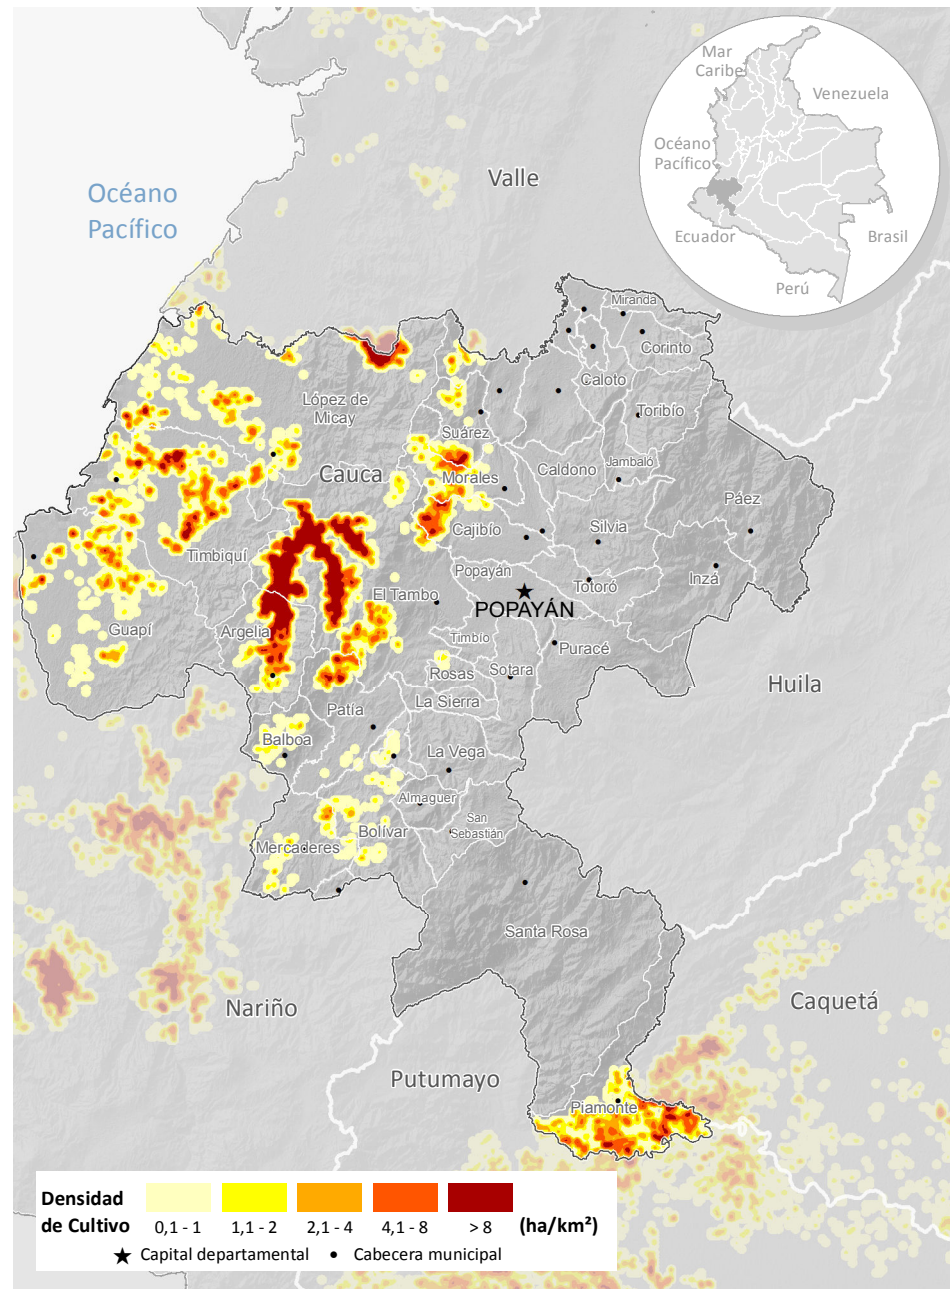 Mar
Caribe
Venezuela
Océano
Pacífico
Ecuador
Brasil
Perú
Valle
Océano
Pacífico
Miranda
Corinto
Caloto
López de
Micay
Toribío
Suárez
Cauca
Jambaló
Caldono
Morales
Páez
Cajibío
Silvia
Timbiquí
Popayán
Inzá
Totoró
El Tambo
POPAYÁN
Guapí
Argelia
Timbío
Puracé
Rosas
Sotara
Huila
La Sierra
Patía
Balboa
La Vega
Almaguer
San
Sebastián
Bolívar
Mercaderes
Santa Rosa
Nariño
Caquetá
Putumayo
Piamonte
Densidad
de Cultivo
0,1 - 1
1,1 - 2
2,1 - 4
4,1 - 8
> 8
(ha/km²)
Capital departamental
Cabecera municipal